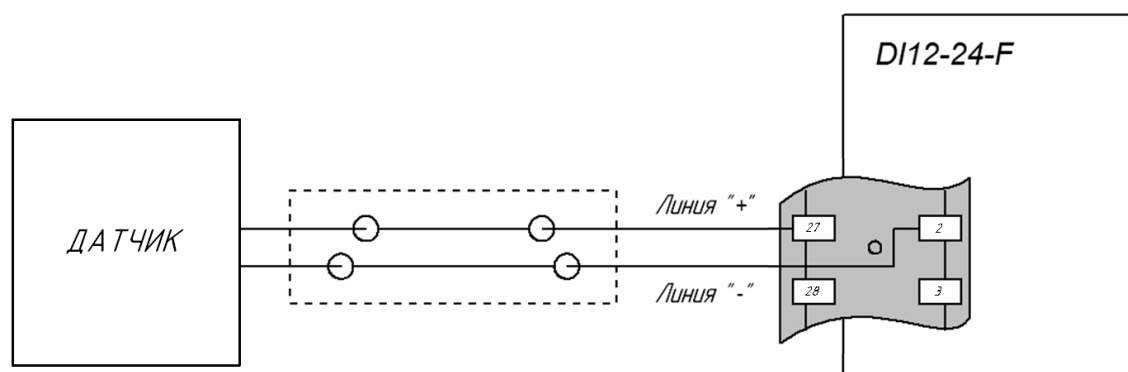 DI12-24-F
ДАТЧИК
Линия "+"
27
2
Линия "-"
28
3